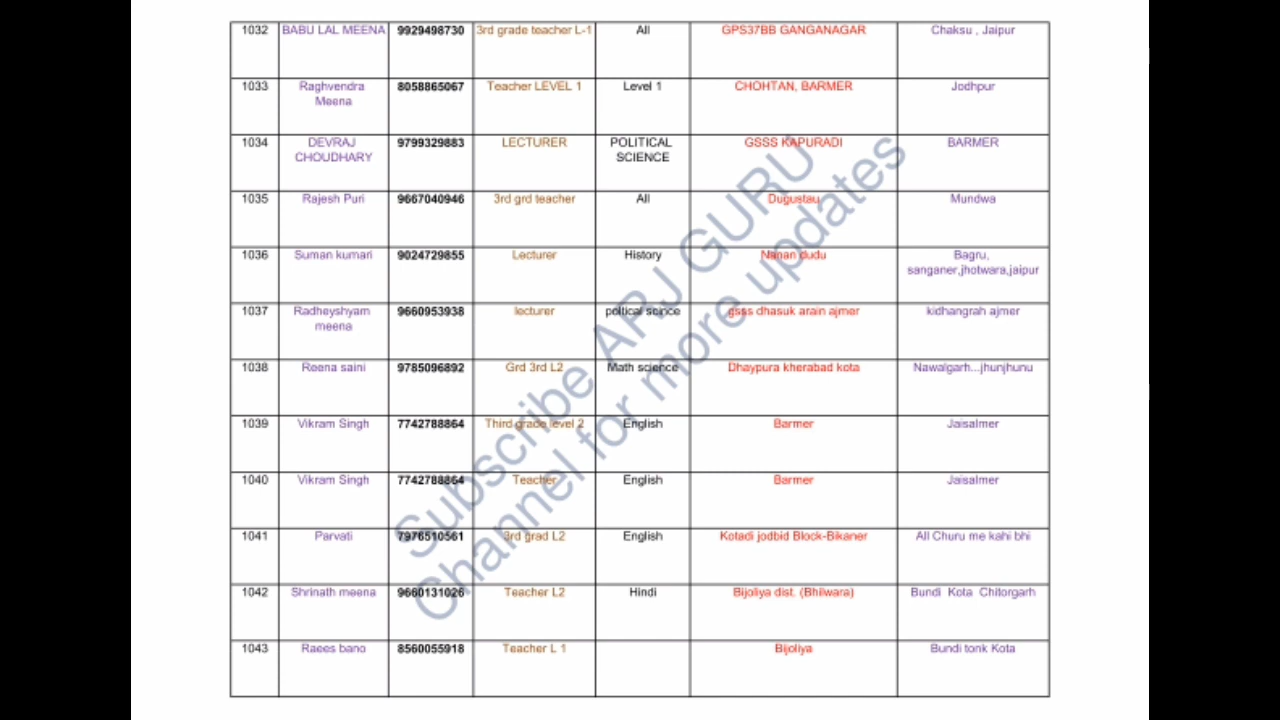 1032 BABU LAL MEENA 9929498730 3rd grade teacher L-1 All GPS37BB GANGANAGAR Chaksu , Jaipur
1033 Raghvendra Meena 8058865067 Teacher LEVEL 1 Level 1 CHOHTAN, BARMER Jodhpur
1034 DEVRAJ CHOUDHARY 9799329883 LECTURER POLITICAL SCIENCE GSSS KAPURADI BARMER
1035 Rajesh Puri 9667040946 3rd grd teacher All Dugustau Mundwa
1036 Suman kumari 9024729855 Lecturer History Nanan dudu Bagru, sanganer,jhotwara,jaipur
1037 Radheyshyam meena 9660953938 lecturer political scince gsss dhasuk arain ajmer kidhangrah ajmer
1038 Reena saini 9785096892 Grd 3rd L2 Math science Dhaypura kherabad kota Nawalgarh...jhunjhunu
1039 Vikram Singh 7742788864 Third grade level 2 English Barmer Jaisalmer
1040 Vikram Singh 7742788864 Teacher English Barmer Jaisalmer
1041 Parvati 7976510561 3rd grad L2 English Kotadi jodbid Block-Bikaner All Churu me kahi bhi
1042 Shrinath meena 9660131026 Teacher L2 Hindi Bijoliya dist. (Bhilwara) Bundi Kota Chitorgarh
1043 Raees bano 8560055918 Teacher L 1 Bijoliya Bundi tonk Kota
Subscribe ARJ GURU
Channel for more updates